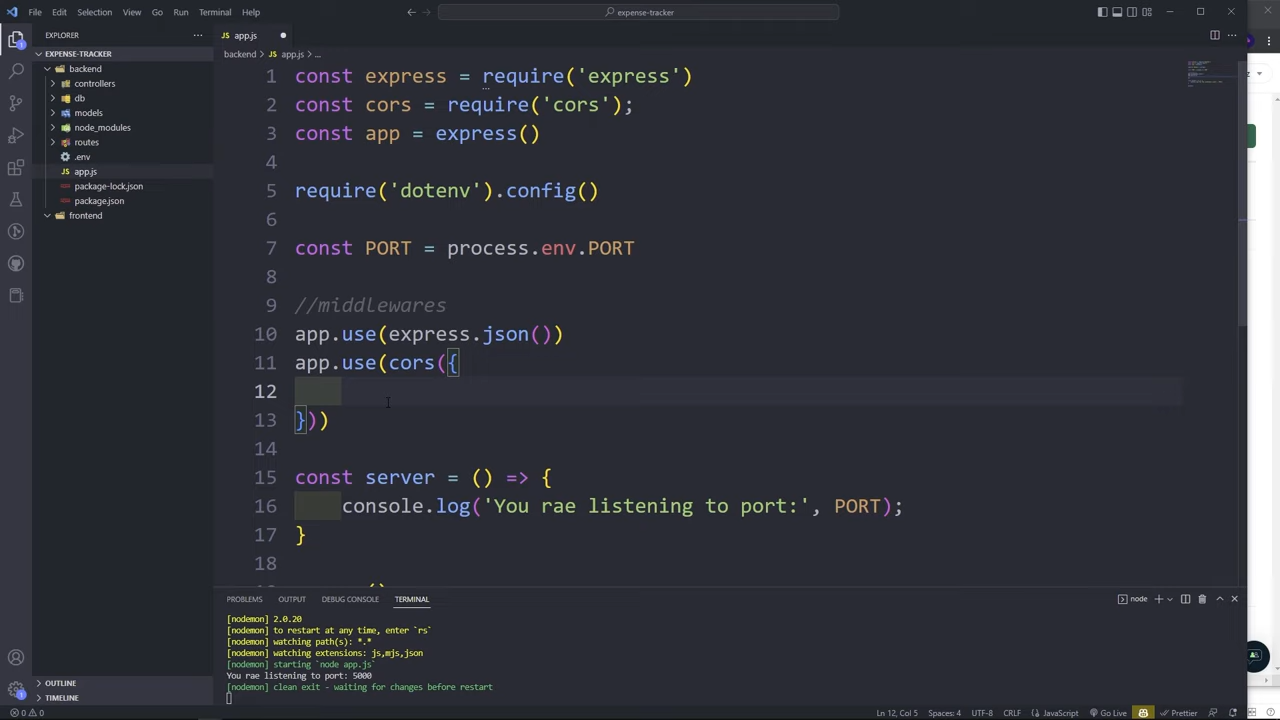 File Edit Selection View Go Run Terminal Help
expense-tracker
EXPLORER
JS app.js
EXPENSE-TRACKER
backend > JS app.js > ...
backend
controllers
db
models
node_modules
routes
.env
JS app.js
package-lock.json
package.json
frontend
1 const express = require('express')
2 const cors = require('cors');
3 const app = express()
4
5 require('dotenv').config()
6
7 const PORT = process.env.PORT
8
9 //middlewares
10 app.use(express.json())
11 app.use(cors({
12
13 }))
14
15 const server = () => {
16 console.log('You rae listening to port:', PORT);
17 }
18
PROBLEMS OUTPUT DEBUG CONSOLE TERMINAL
node
[nodemon] 2.0.20
[nodemon] to restart at any time, enter `rs`
[nodemon] watching path(s): *.*
[nodemon] watching extensions: js,mjs,json
[nodemon] starting `node app.js`
You rae listening to port: 5000
[nodemon] clean exit - waiting for changes before restart
OUTLINE
TIMELINE
0 0
Ln 12, Col 5 Spaces: 4 UTF-8 CRLF JavaScript Go Live Prettier